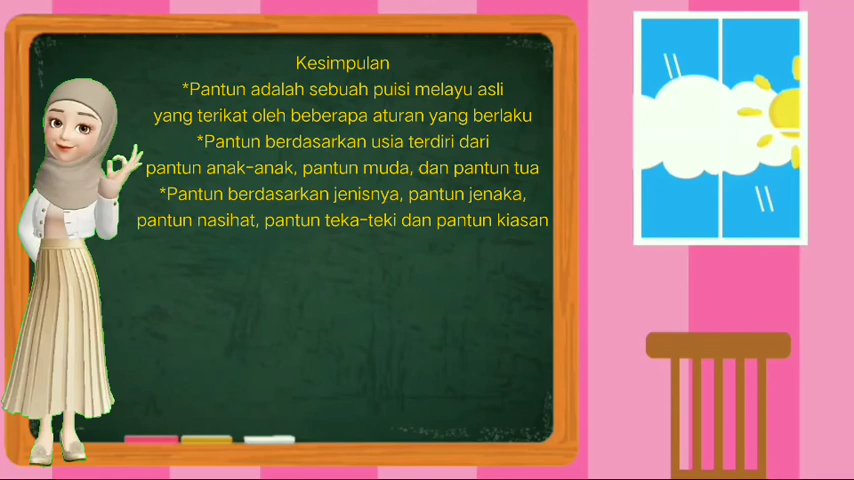 Kesimpulan
*Pantun adalah sebuah puisi melayu asli
yang terikat oleh beberapa aturan yang berlaku
*Pantun berdasarkan usia terdiri dari
pantun anak-anak, pantun muda, dan pantun tua
*Pantun berdasarkan jenisnya, pantun jenaka,
pantun nasihat, pantun teka-teki dan pantun kiasan